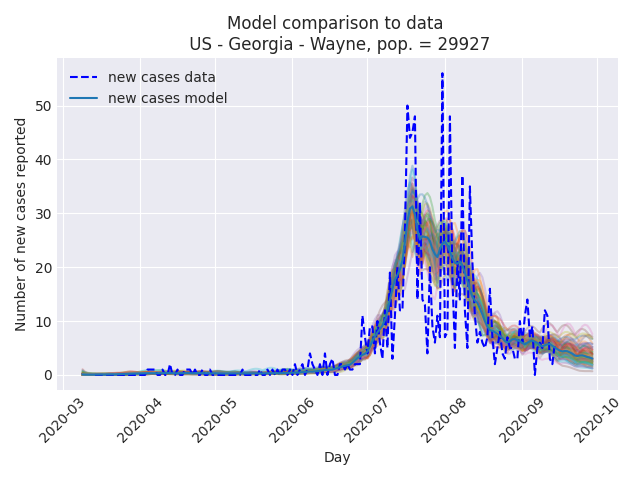 Model comparison to data
US - Georgia - Wayne, pop. = 29927
new cases data
new cases model
Number of new cases reported
50
40
30
20
10
0
2020-03
2020-04
2020-05
2020-06
2020-07
2020-08
2020-09
2020-10
Day